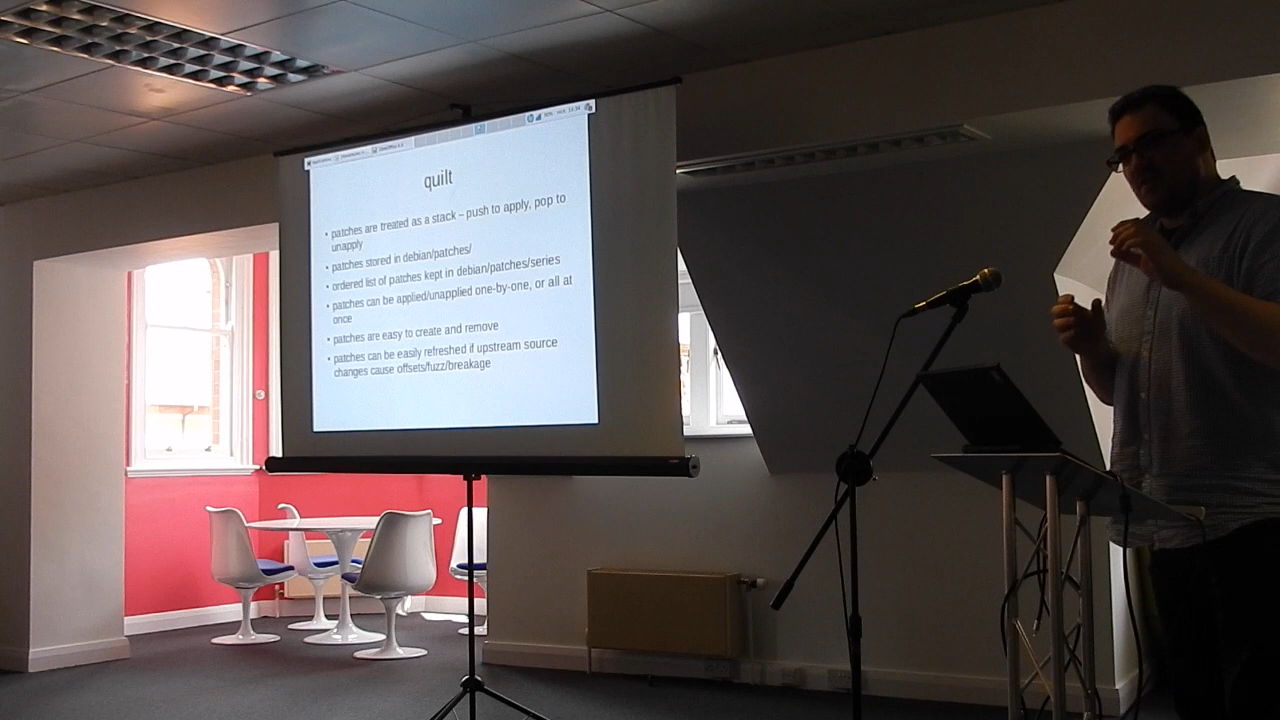 quilt
• patches are treated as a stack – push to apply, pop to
unapply
• patches stored in debian/patches/
• ordered list of patches kept in debian/patches/series
• patches can be applied/unapplied one-by-one, or all at
once
• patches are easy to create and remove
• patches can be easily refreshed if upstream source
changes cause offsets/fuzz/breakage